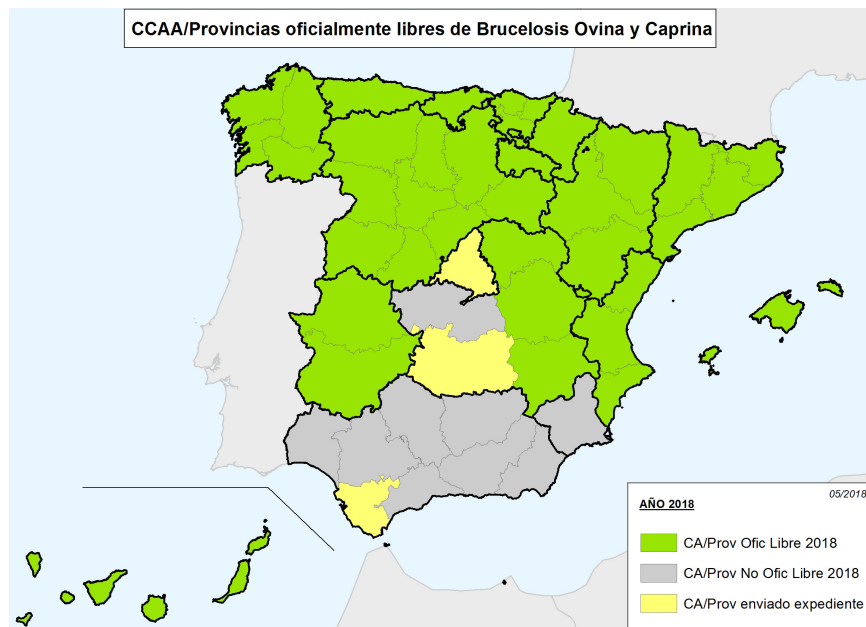 CCAA/Provincias oficialmente libres de Brucelosis Ovina y Caprina
05/2018
AÑO 2018
CA/Prov Ofic Libre 2018
CA/Prov No Ofic Libre 2018
CA/Prov enviado expediente